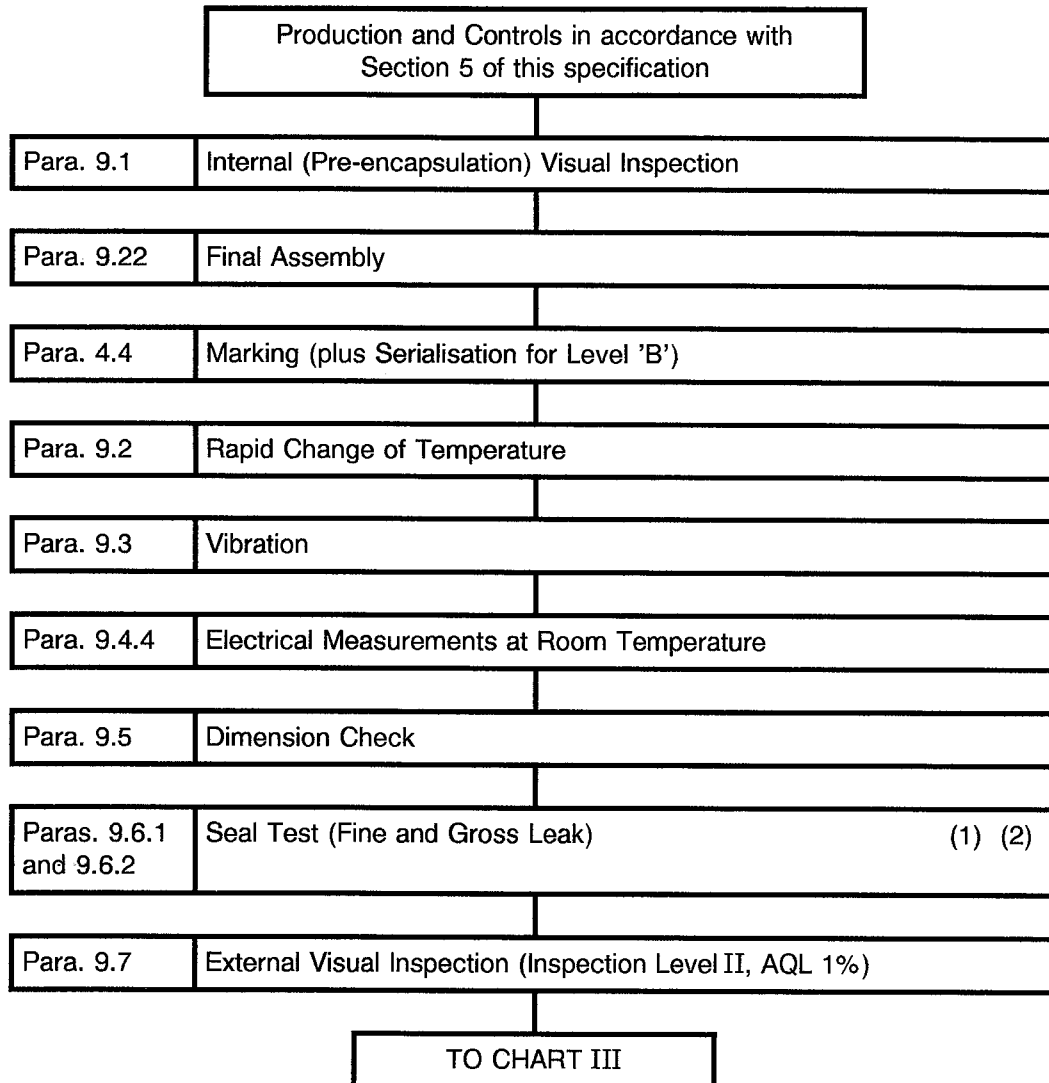 Production and Controls in accordance with
Section 5 of this specification
Para. 9.1 Internal (Pre-encapsulation) Visual Inspection
Para. 9.22 Final Assembly
Para. 4.4 Marking (plus Serialisation for Level 'B')
Para. 9.2 Rapid Change of Temperature
Para. 9.3 Vibration
Para. 9.4.4 Electrical Measurements at Room Temperature
Para. 9.5 Dimension Check
Paras. 9.6.1 Seal Test (Fine and Gross Leak) (1) (2)
and 9.6.2
Para. 9.7 External Visual Inspection (Inspection Level II, AQL 1%)
TO CHART III